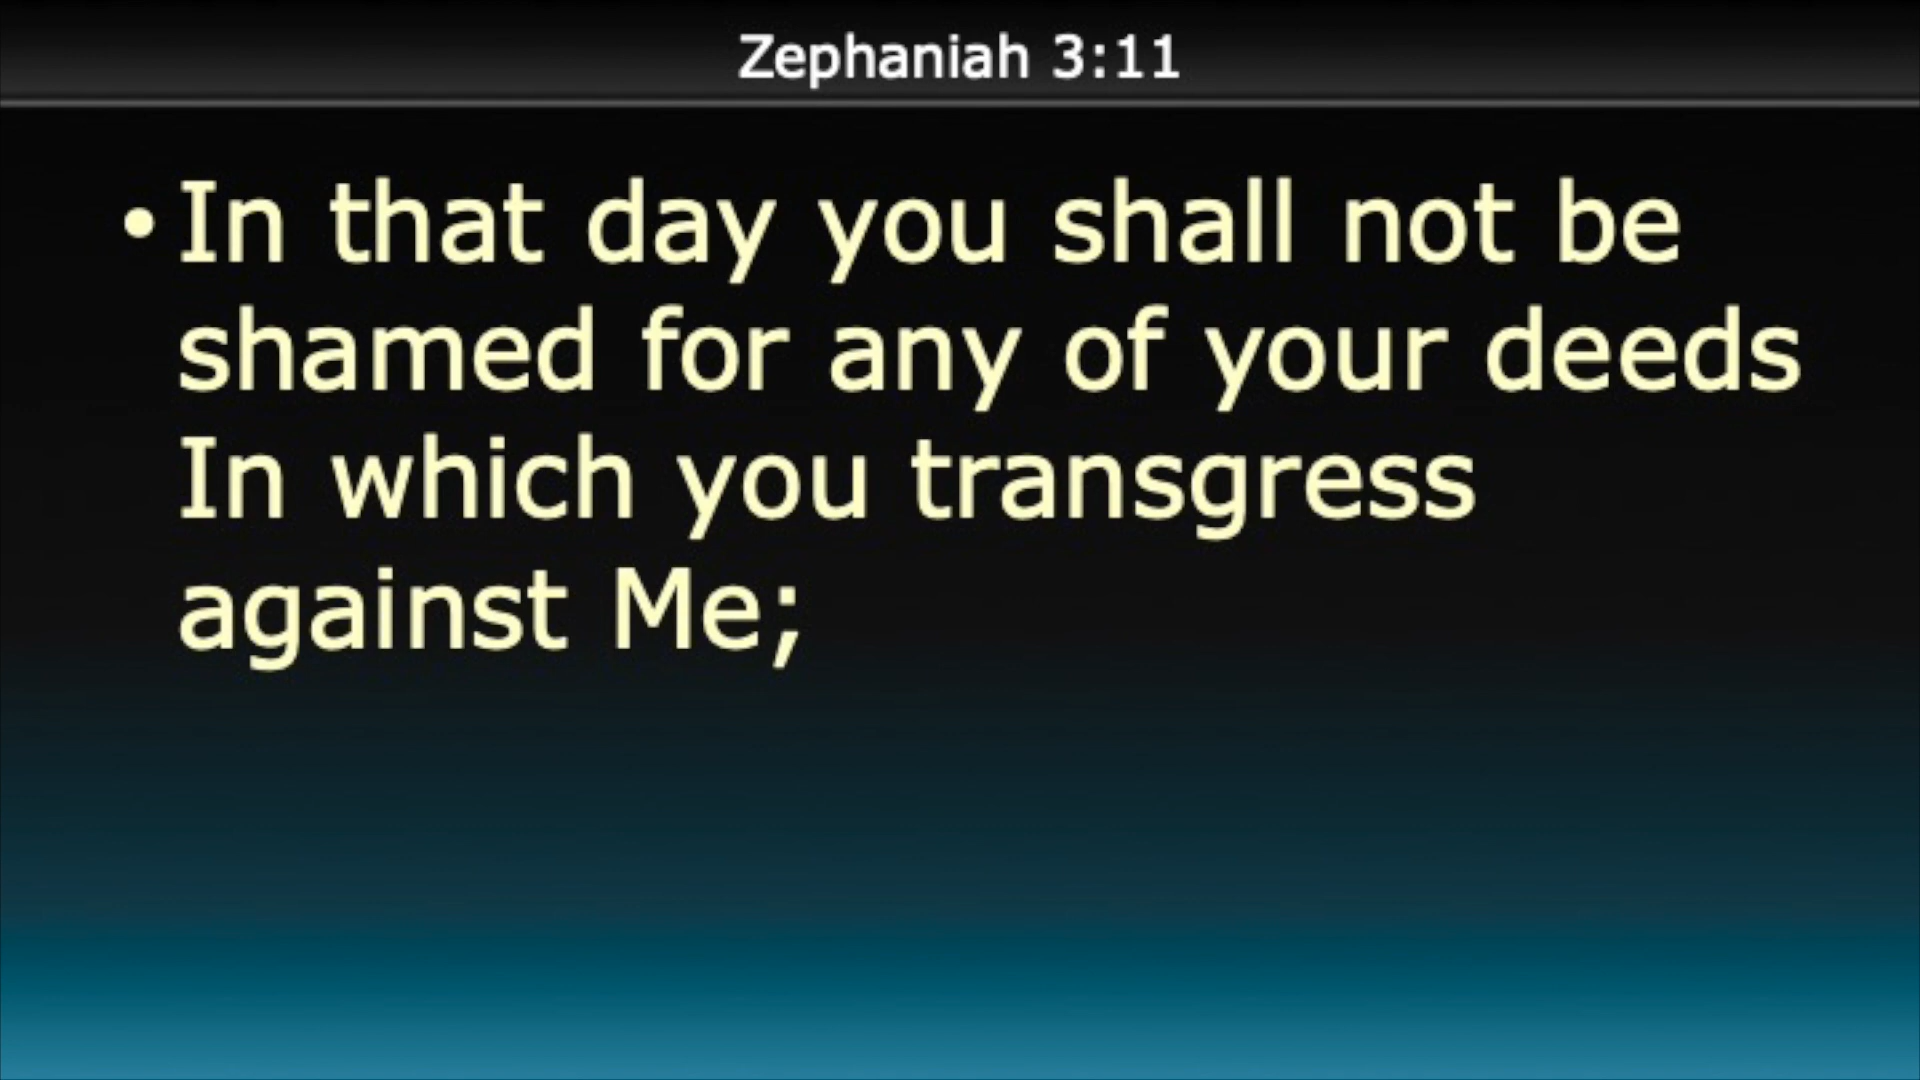 Zephaniah 3:11
• In that day you shall not be
shamed for any of your deeds
In which you transgress
against Me;